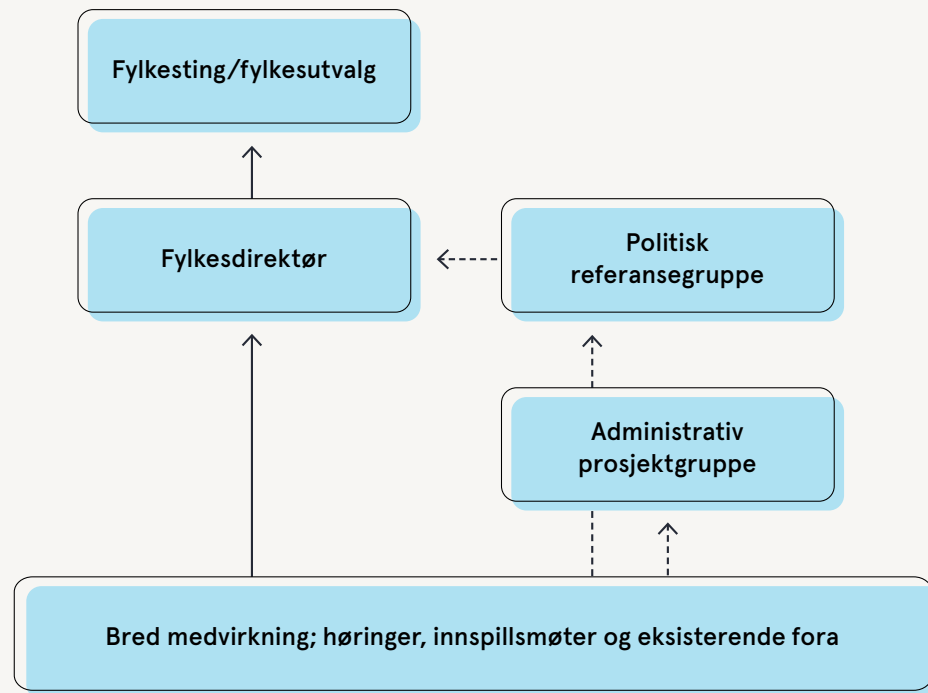 Fylkesting/fylkesutvalg
Fylkesdirektør
Politisk
referansegruppe
Administrativ
prosjektgruppe
Bred medvirkning; høringer, innspillsmøter og eksisterende fora